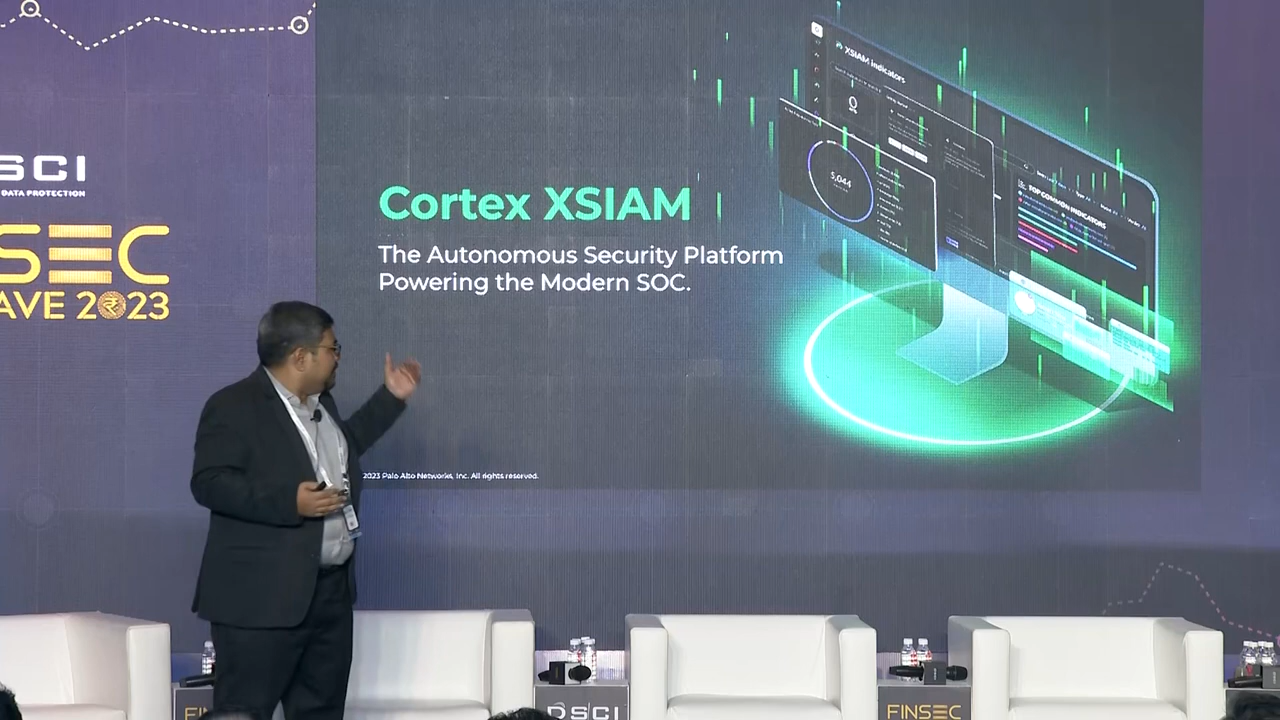 SCI
DATA PROTECTION
SEC
AVE 2023
Cortex XSIAM
The Autonomous Security Platform
Powering the Modern SOC.
2023 Palo Alto Networks, Inc. All rights reserved.
XSIAM Indicators
5,044
TOP COMMON INDICATORS
FIN
DSCI
FINSEC